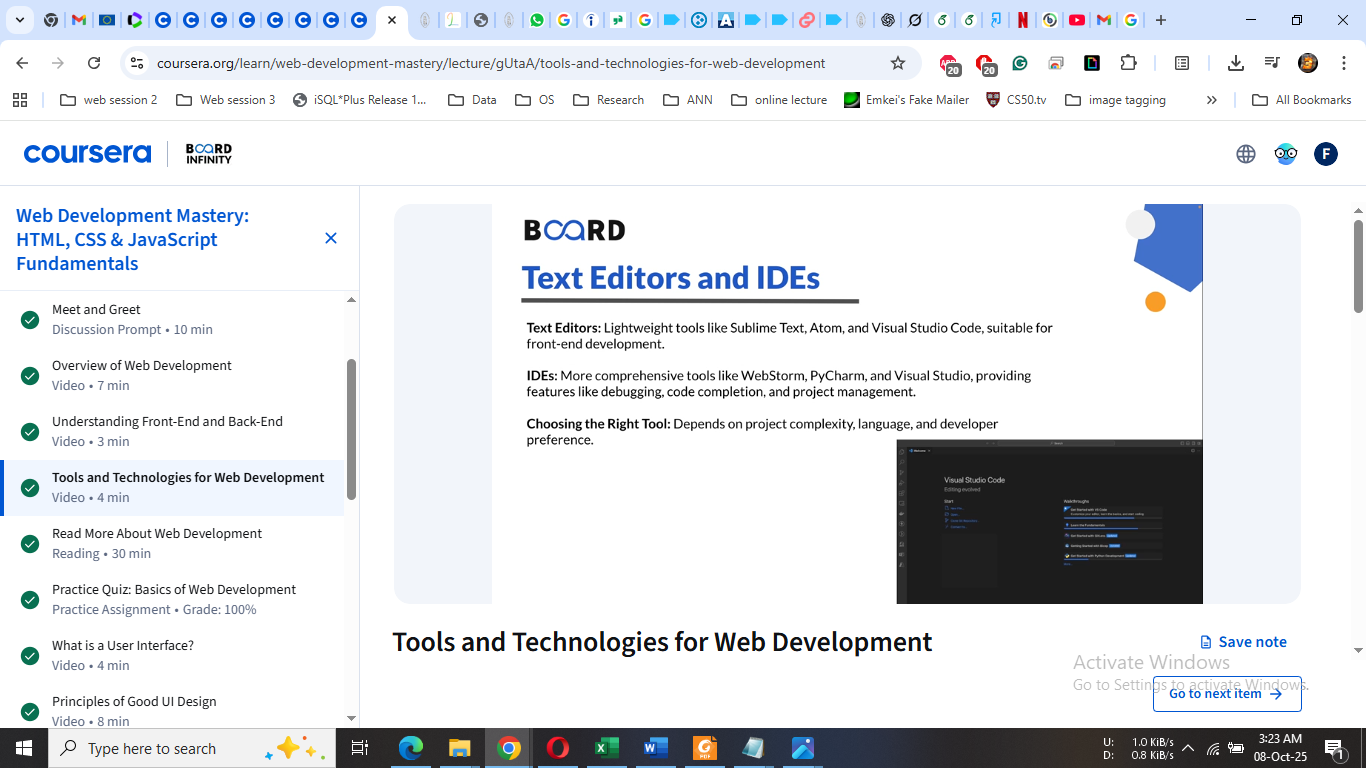 coursera.org/learn/web-development-mastery/lecture/gUtaA/tools-and-technologies-for-web-development
20
20
web session 2
Web session 3
iSQL*Plus Release 1...
Data
OS
Research
ANN
online lecture
Emkei's Fake Mailer
CS50.tv
image tagging
All Bookmarks
coursera
BOARD
INFINITY
F
Web Development Mastery:
HTML, CSS & JavaScript
Fundamentals
Meet and Greet
Discussion Prompt • 10 min
Overview of Web Development
Video • 7 min
Understanding Front-End and Back-End
Video • 3 min
Tools and Technologies for Web Development
Video • 4 min
Read More About Web Development
Reading • 30 min
Practice Quiz: Basics of Web Development
Practice Assignment • Grade: 100%
What is a User Interface?
Video • 4 min
Principles of Good UI Design
Video • 8 min
BOARD
Text Editors and IDEs
Text Editors: Lightweight tools like Sublime Text, Atom, and Visual Studio Code, suitable for
front-end development.
IDEs: More comprehensive tools like WebStorm, PyCharm, and Visual Studio, providing
features like debugging, code completion, and project management.
Choosing the Right Tool: Depends on project complexity, language, and developer
preference.
Visual Studio Code
Editing evolved
Start
Walkthroughs
Tools and Technologies for Web Development
Save note
Activate Windows
Go to Settings to activate Windows.
Go to next item
Type here to search
U: 1.0 KiB/s
D: 0.8 KiB/s
3:23 AM
08-Oct-25
1